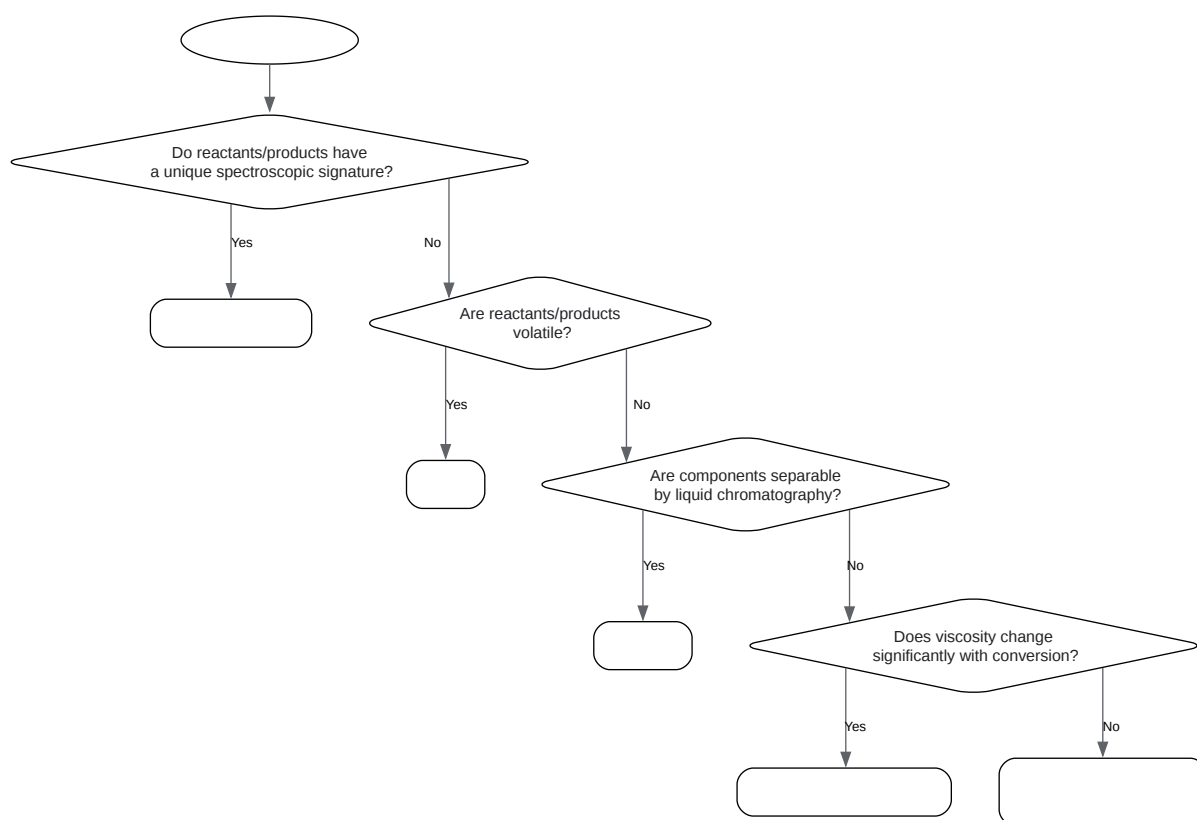 Do reactants/products have
a unique spectroscopic signature?
Yes
No
Are reactants/products
volatile?
Yes
No
Are components separable
by liquid chromatography?
Yes
No
Does viscosity change
significantly with conversion?
Yes
No